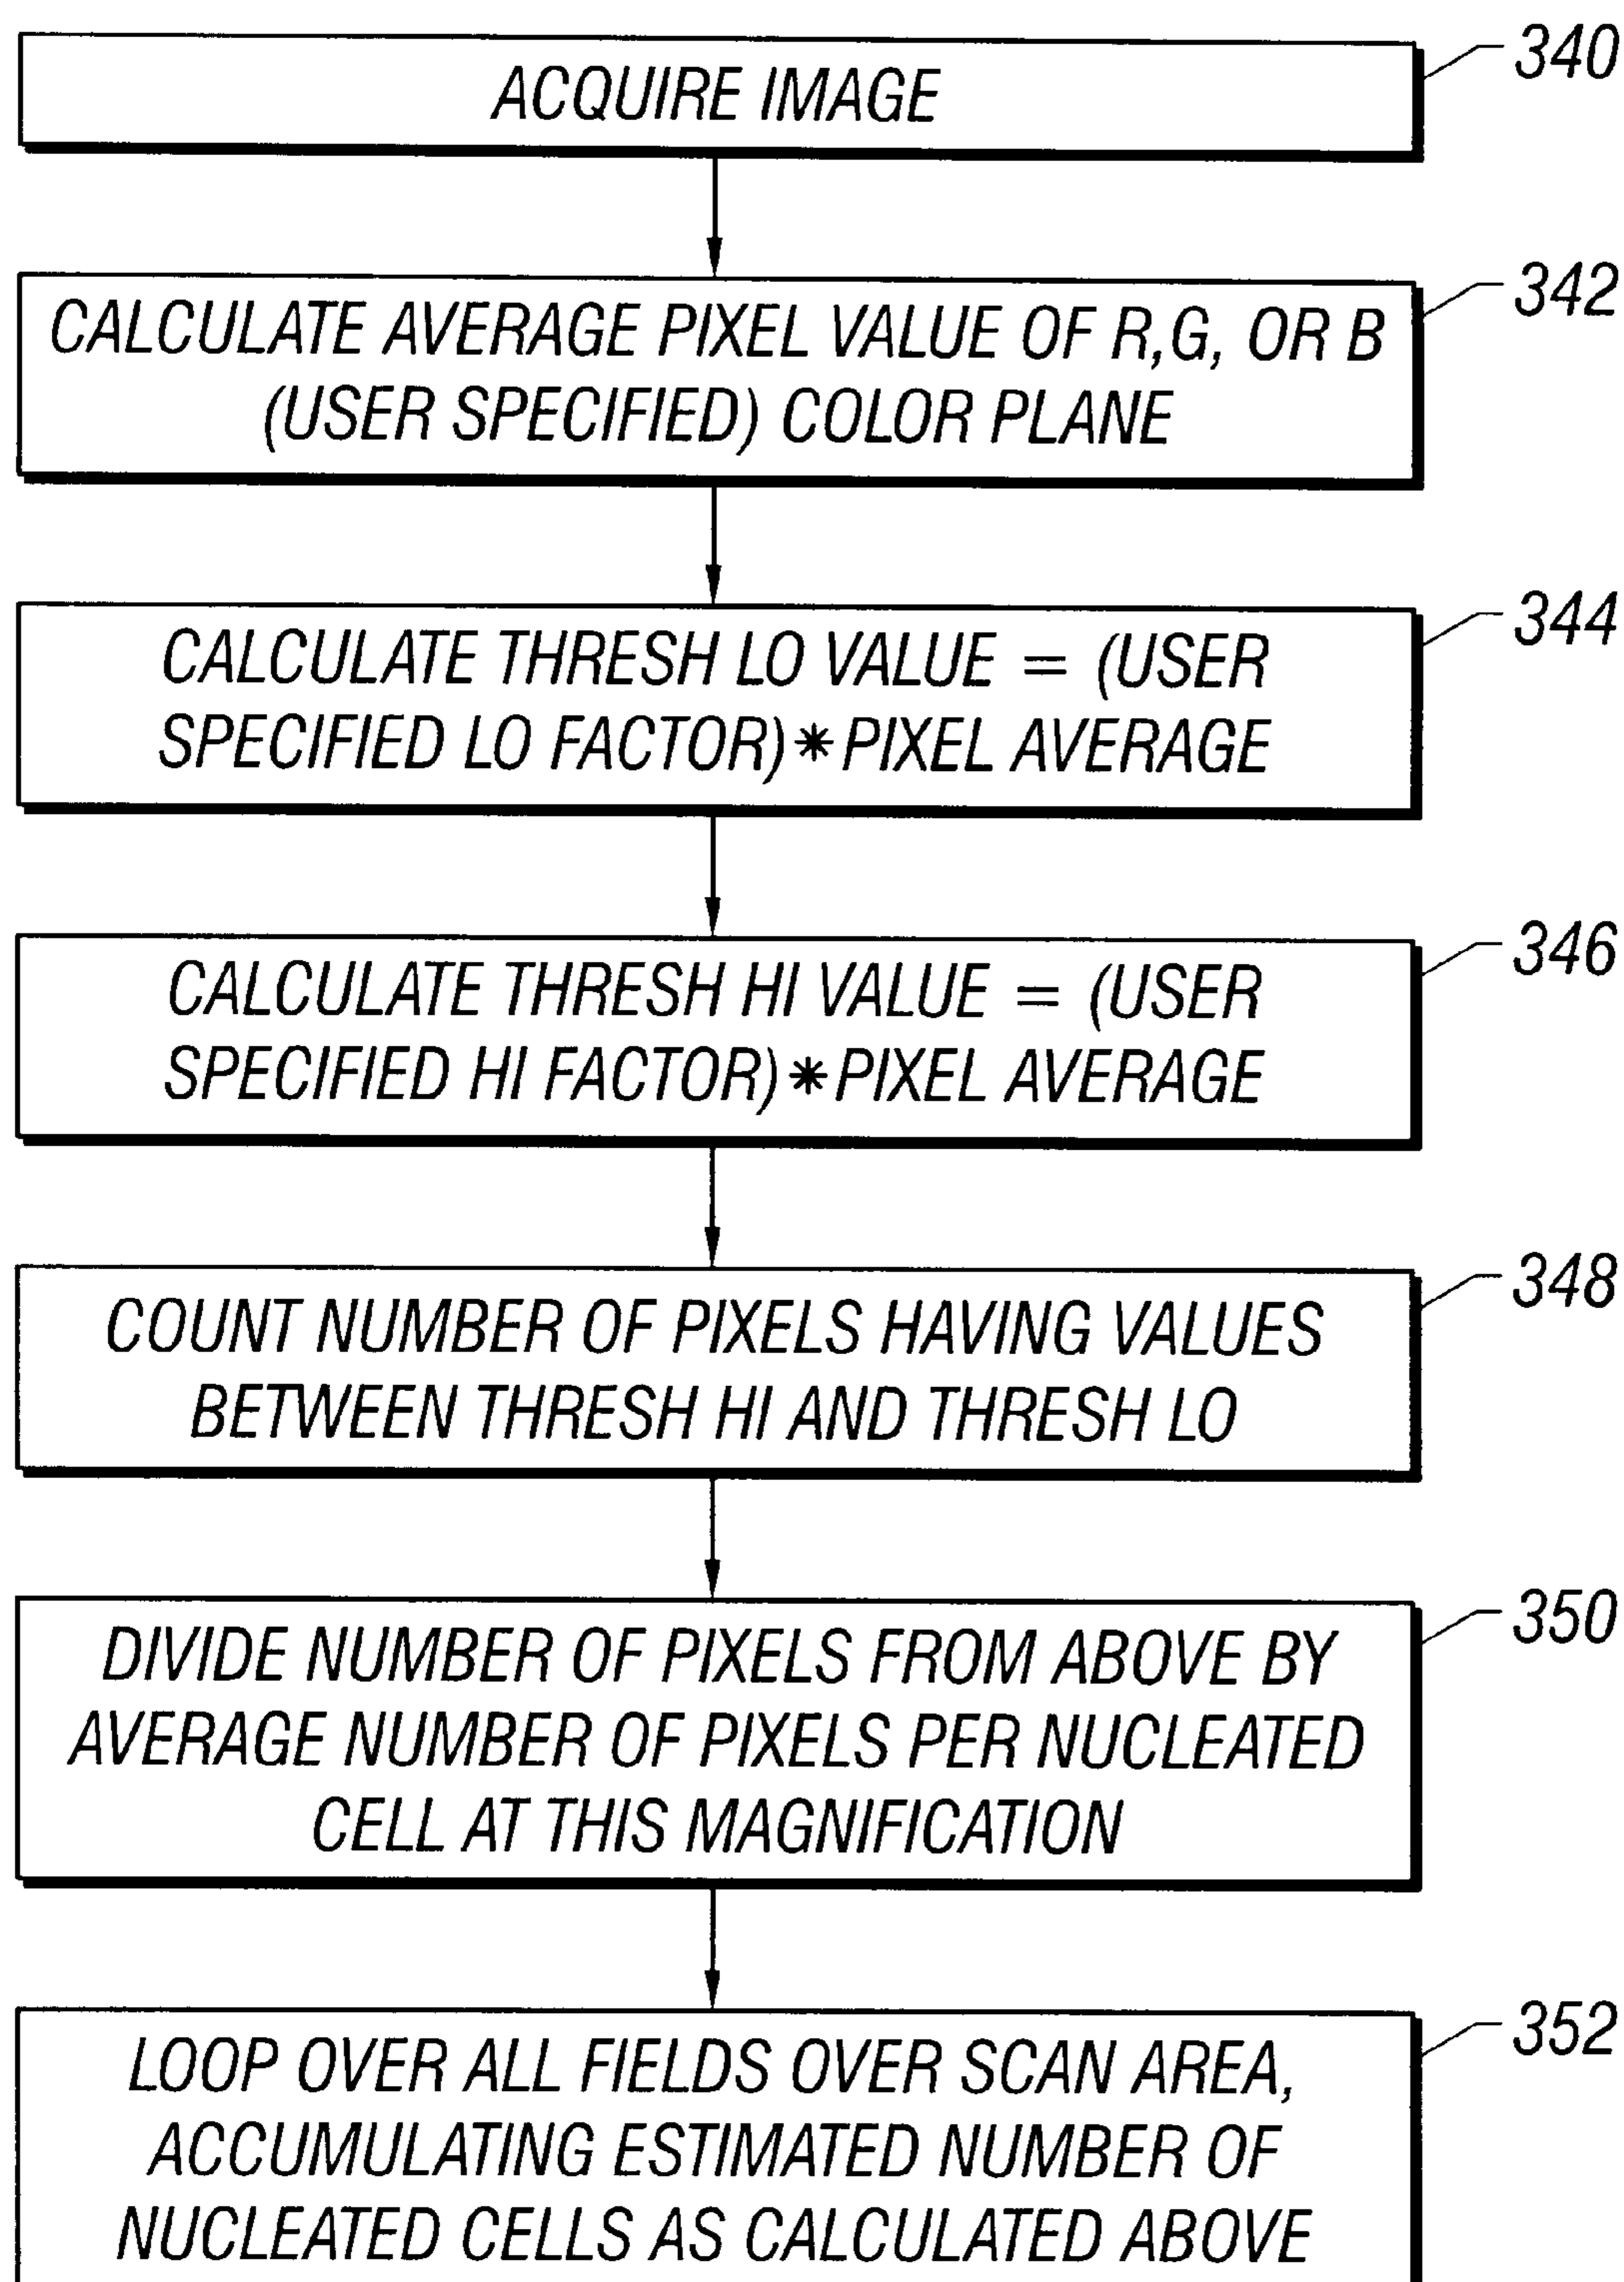 340
ACQUIRE IMAGE
342
CALCULATE AVERAGE PIXEL VALUE OF R,G, OR B
(USER SPECIFIED) COLOR PLANE
344
CALCULATE THRESH LO VALUE = (USER
SPECIFIED LO FACTOR)*PIXEL AVERAGE
346
CALCULATE THRESH HI VALUE = (USER
SPECIFIED HI FACTOR)*PIXEL AVERAGE
348
COUNT NUMBER OF PIXELS HAVING VALUES
BETWEEN THRESH HI AND THRESH LO
350
DIVIDE NUMBER OF PIXELS FROM ABOVE BY
AVERAGE NUMBER OF PIXELS PER NUCLEATED
CELL AT THIS MAGNIFICATION
352
LOOP OVER ALL FIELDS OVER SCAN AREA,
ACCUMULATING ESTIMATED NUMBER OF
NUCLEATED CELLS AS CALCULATED ABOVE